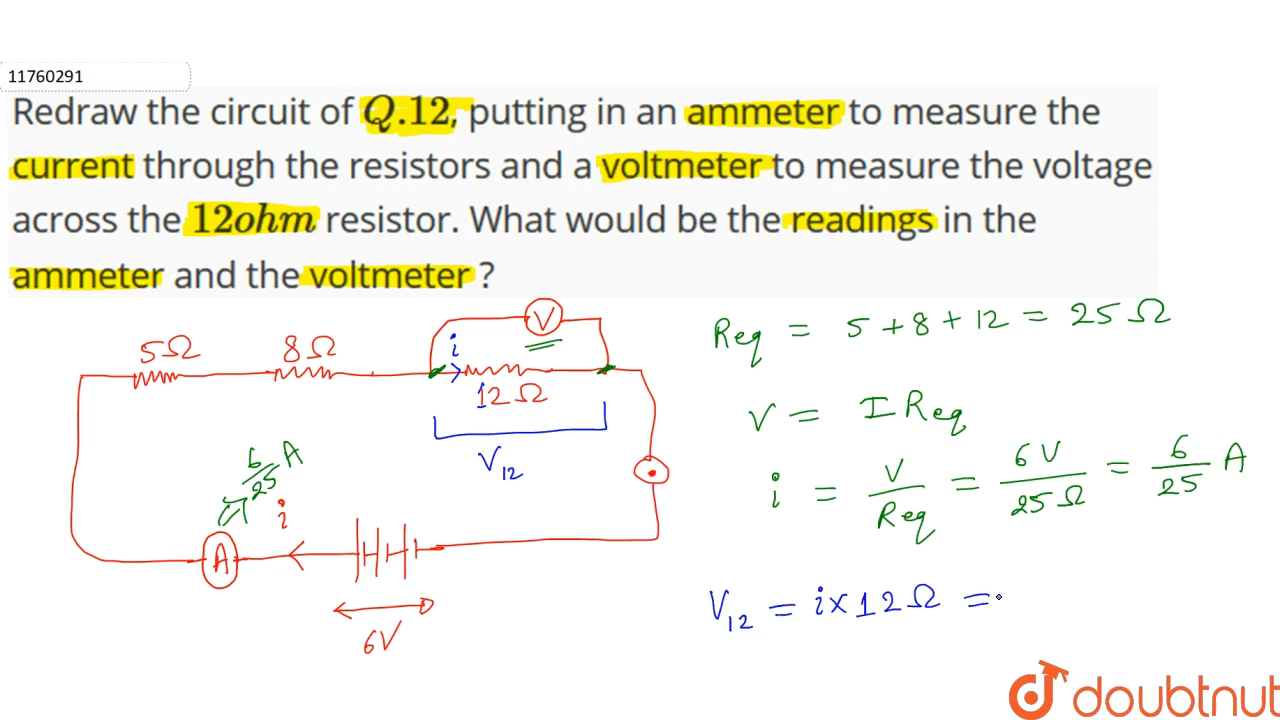 11760291
Redraw the circuit of Q.12, putting in an ammeter to measure the
current through the resistors and a voltmeter to measure the voltage
across the 12ohm resistor. What would be the readings in the
ammeter and the voltmeter ?
5Ω
8Ω
V
i
12Ω
V12
6/25 A
i
A
6V
Req = 5+8+12 = 25Ω
V = I Req
i = V/Req = 6V/25Ω = 6/25 A
V12 = i×12Ω =
doubtnut